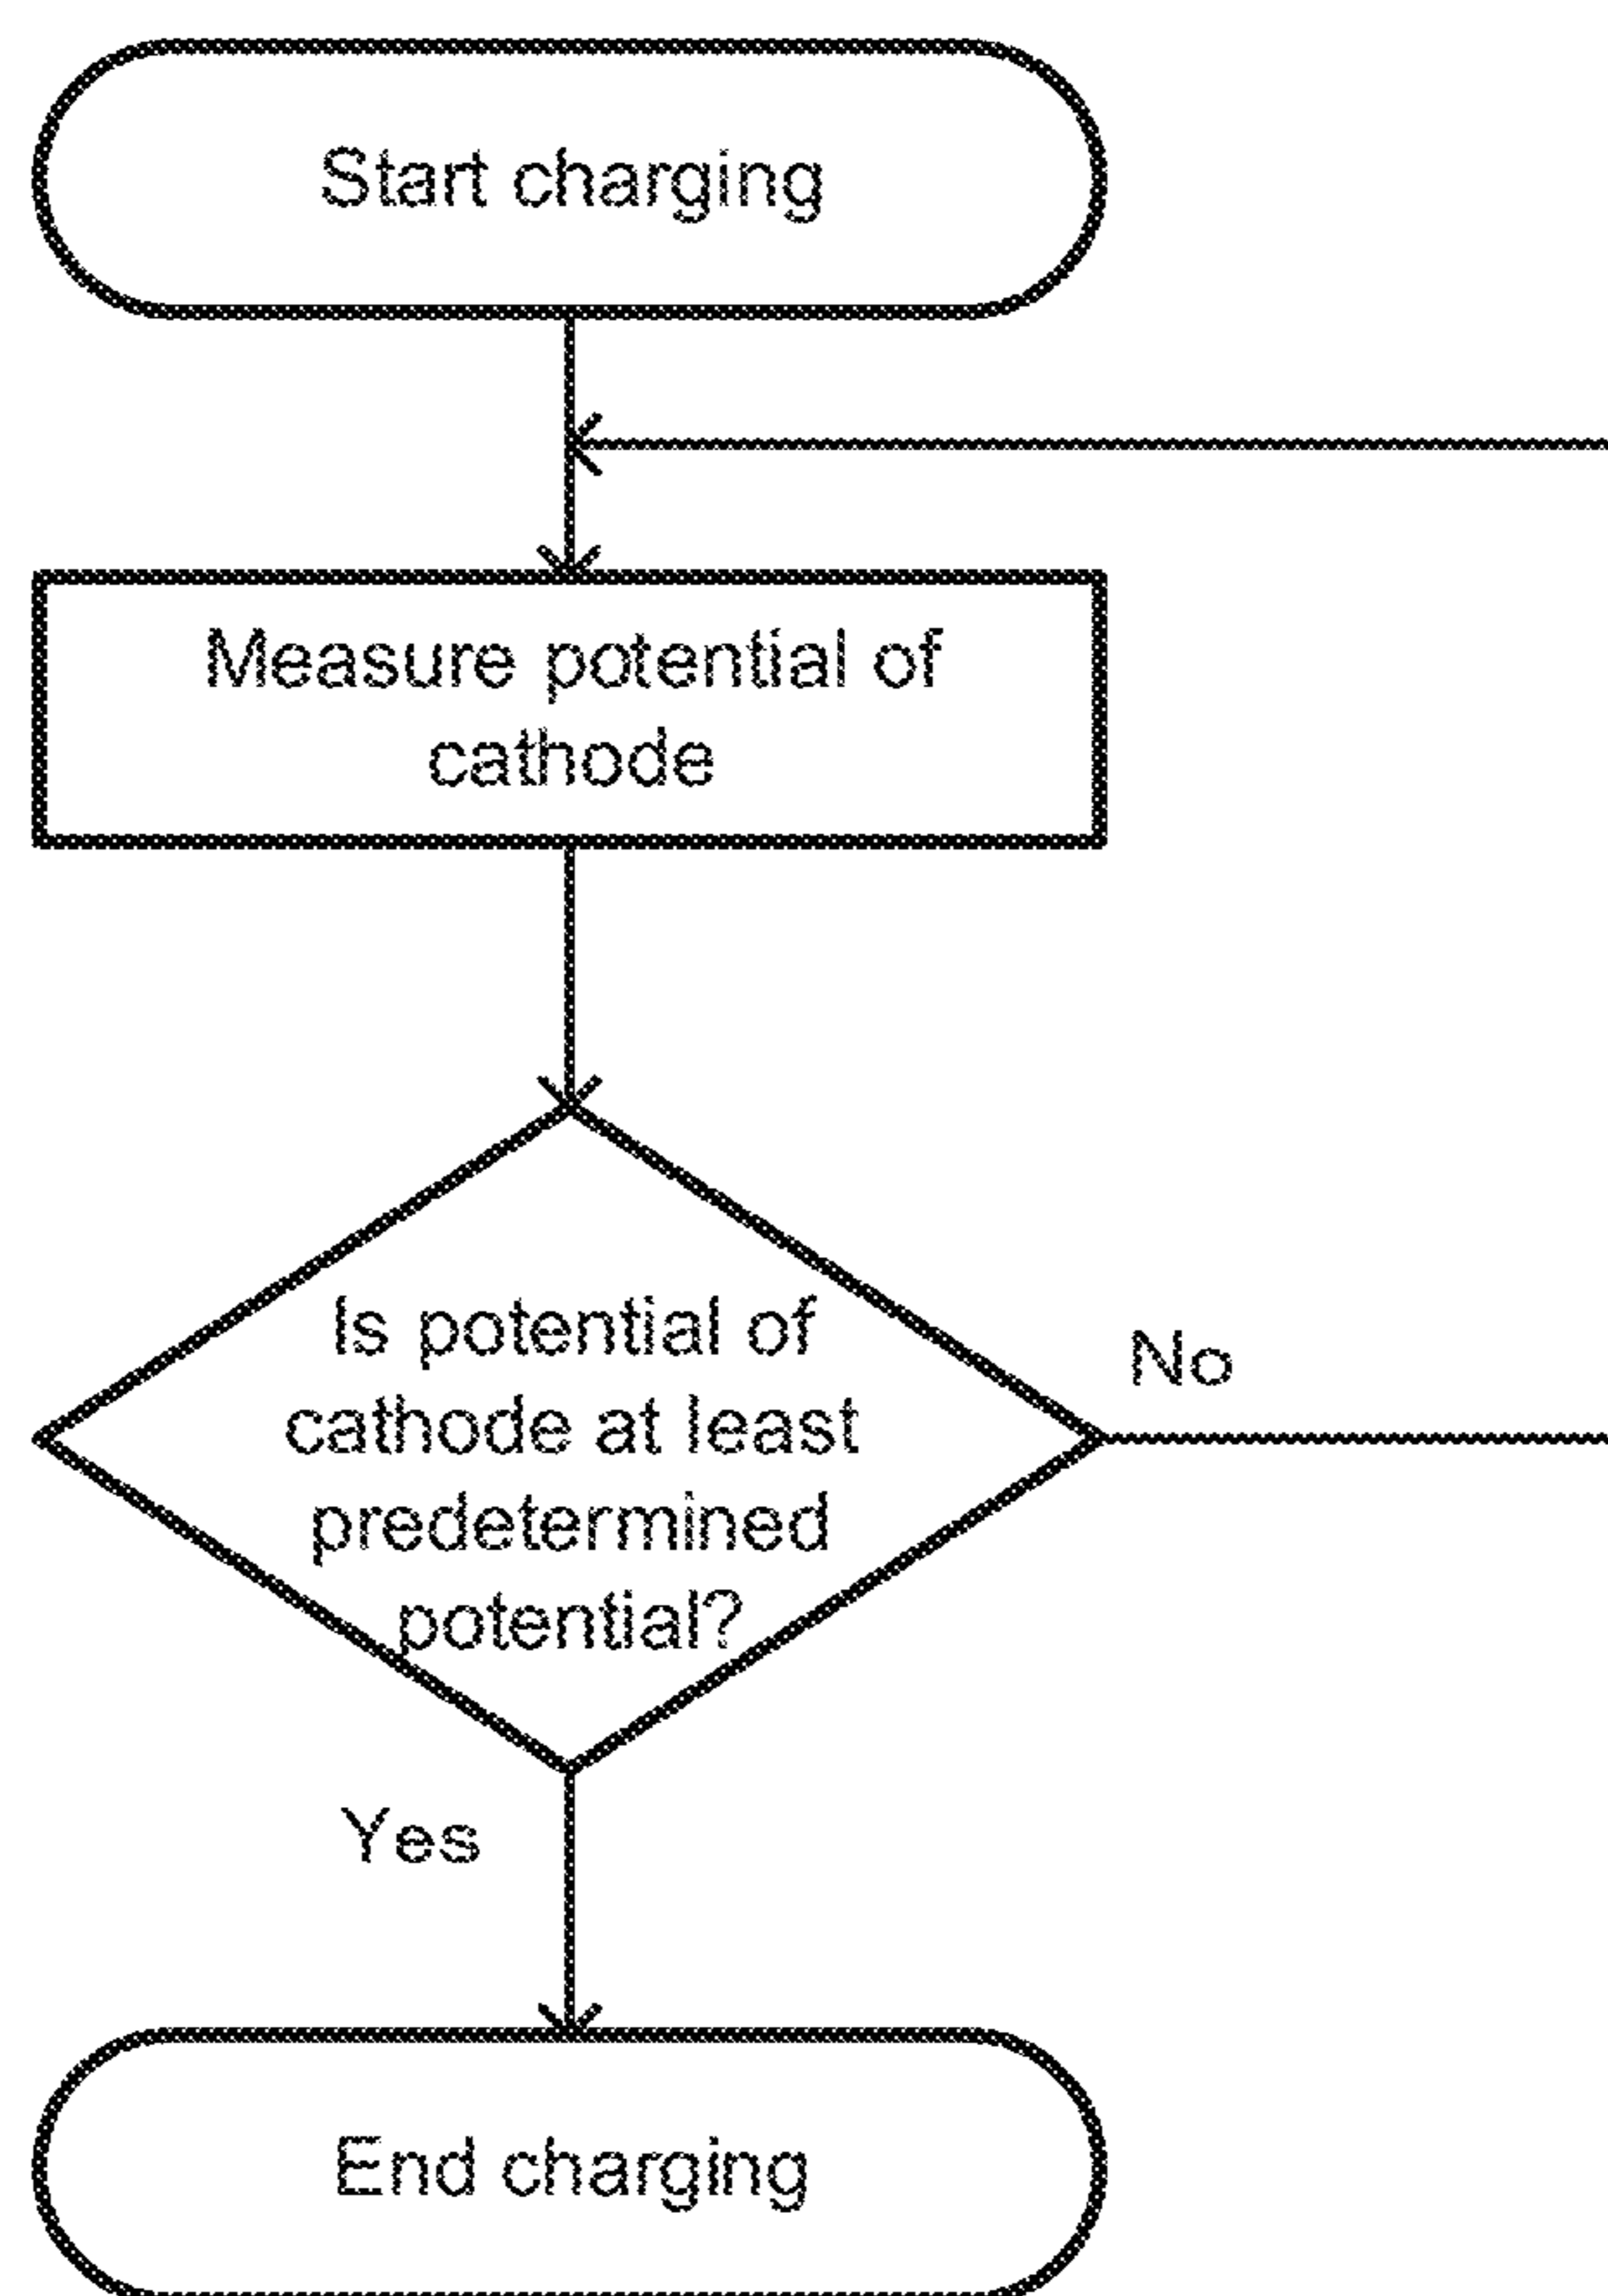 Start charging
Measure potential of
cathode
Is potential of
cathode at least
predetermined
potential?
No
Yes
End charging